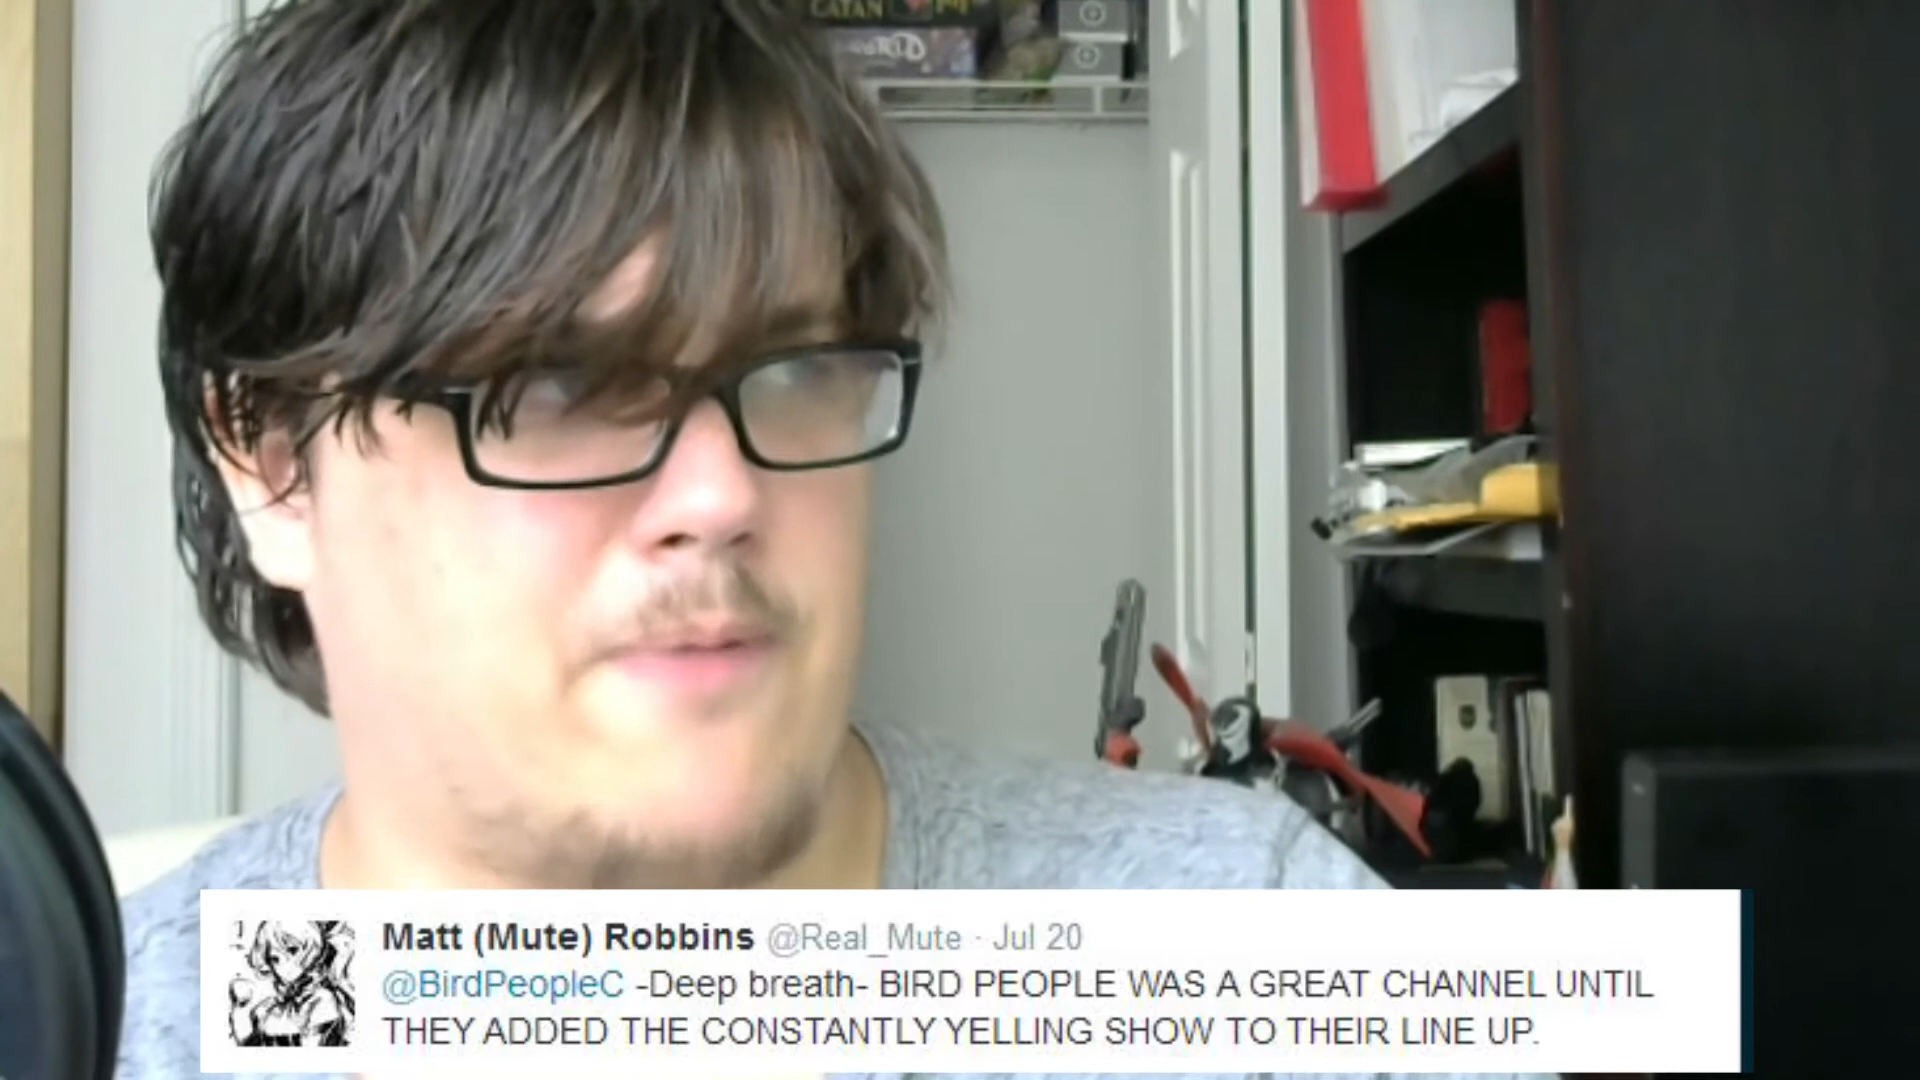 CATAN
Matt (Mute) Robbins @Real_Mute · Jul 20
@BirdPeopleC -Deep breath- BIRD PEOPLE WAS A GREAT CHANNEL UNTIL
THEY ADDED THE CONSTANTLY YELLING SHOW TO THEIR LINE UP.